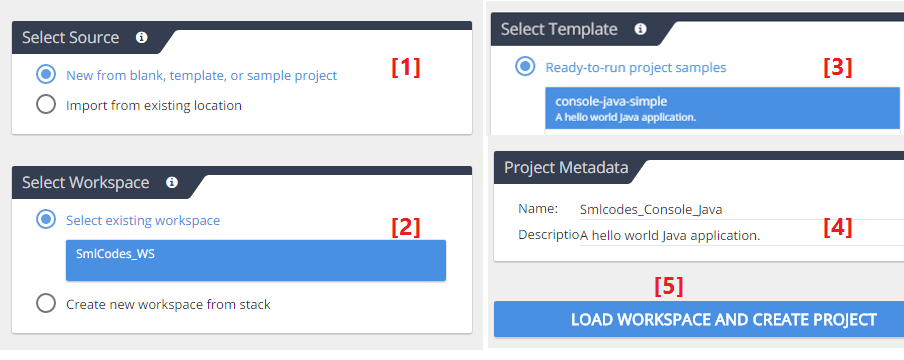 Select Source
New from blank, template, or sample project
[1]
Import from existing location
Select Workspace
Select existing workspace
[2]
SmlCodes_WS
Create new workspace from stack
Select Template
Ready-to-run project samples
[3]
console-java-simple
A hello world Java application.
Project Metadata
Name: Smlcodes_Console_Java
Descriptio A hello world Java application.
[4]
[5]
LOAD WORKSPACE AND CREATE PROJECT